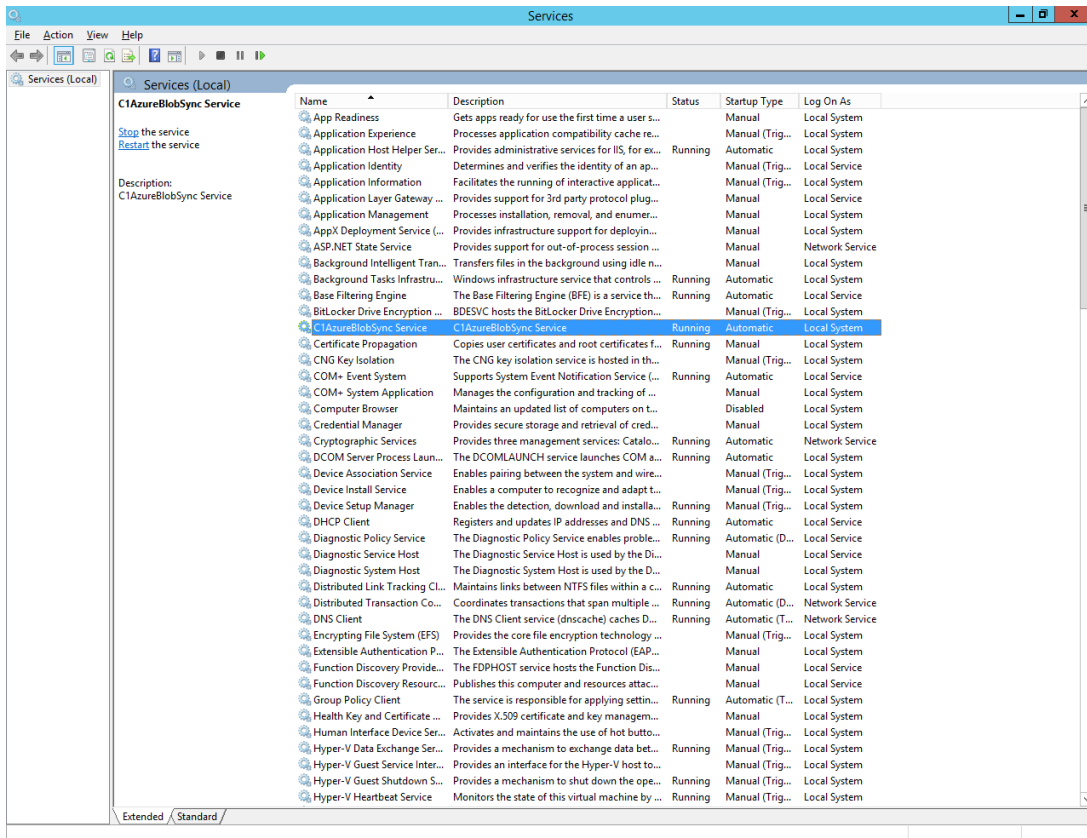 Services
File Action View Help
Services (Local)
Services (Local)
C1AzureBlobSync Service
Stop the service
Restart the service
Description:
C1AzureBlobSync Service
Name Description Status Startup Type Log On As
App Readiness Gets apps ready for use the first time a user s... Manual Local System
Application Experience Processes application compatibility cache re... Manual (Trig... Local System
Application Host Helper Ser... Provides administrative services for IIS, for ex... Running Automatic Local System
Application Identity Determines and verifies the identity of an ap... Manual (Trig... Local Service
Application Information Facilitates the running of interactive applicat... Manual (Trig... Local System
Application Layer Gateway ... Provides support for 3rd party protocol plug... Manual Local Service
Application Management Processes installation, removal, and enumer... Manual Local System
AppX Deployment Service (... Provides infrastructure support for deployin... Manual Local System
ASP.NET State Service Provides support for out-of-process session ... Manual Network Service
Background Intelligent Tran... Transfers files in the background using idle n... Manual Local System
Background Tasks Infrastru... Windows infrastructure service that controls ... Running Automatic Local System
Base Filtering Engine The Base Filtering Engine (BFE) is a service th... Running Automatic Local Service
BitLocker Drive Encryption ... BDESVC hosts the BitLocker Drive Encryption... Manual (Trig... Local System
C1AzureBlobSync Service C1AzureBlobSync Service Running Automatic Local System
Certificate Propagation Copies user certificates and root certificates f... Running Manual Local System
CNG Key Isolation The CNG key isolation service is hosted in th... Manual (Trig... Local System
COM+ Event System Supports System Event Notification Service (... Running Automatic Local Service
COM+ System Application Manages the configuration and tracking of ... Manual Local System
Computer Browser Maintains an updated list of computers on t... Disabled Local System
Credential Manager Provides secure storage and retrieval of cred... Manual Local System
Cryptographic Services Provides three management services: Catalo... Running Automatic Network Service
DCOM Server Process Laun... The DCOMLAUNCH service launches COM a... Running Automatic Local System
Device Association Service Enables pairing between the system and wire... Manual (Trig... Local System
Device Install Service Enables a computer to recognize and adapt t... Manual (Trig... Local System
Device Setup Manager Enables the detection, download and installa... Running Manual (Trig... Local System
DHCP Client Registers and updates IP addresses and DNS ... Running Automatic Local Service
Diagnostic Policy Service The Diagnostic Policy Service enables proble... Running Automatic (D... Local Service
Diagnostic Service Host The Diagnostic Service Host is used by the Di... Manual Local Service
Diagnostic System Host The Diagnostic System Host is used by the D... Manual Local System
Distributed Link Tracking Cl... Maintains links between NTFS files within a c... Running Automatic Local System
Distributed Transaction Co... Coordinates transactions that span multiple ... Running Automatic (D... Network Service
DNS Client The DNS Client service (dnscache) caches D... Running Automatic (T... Network Service
Encrypting File System (EFS) Provides the core file encryption technology ... Manual (Trig... Local System
Extensible Authentication P... The Extensible Authentication Protocol (EAP... Manual Local System
Function Discovery Provide... The FDPHOST service hosts the Function Dis... Manual Local Service
Function Discovery Resourc... Publishes this computer and resources attac... Manual Local Service
Group Policy Client The service is responsible for applying settin... Running Automatic (T... Local System
Health Key and Certificate ... Provides X.509 certificate and key managem... Manual Local System
Human Interface Device Ser... Activates and maintains the use of hot butto... Manual (Trig... Local System
Hyper-V Data Exchange Ser... Provides a mechanism to exchange data bet... Running Manual (Trig... Local System
Hyper-V Guest Service Inter... Provides an interface for the Hyper-V host to... Manual (Trig... Local System
Hyper-V Guest Shutdown S... Provides a mechanism to shut down the ope... Running Manual (Trig... Local System
Hyper-V Heartbeat Service Monitors the state of this virtual machine by ... Running Manual (Trig... Local System
Extended Standard